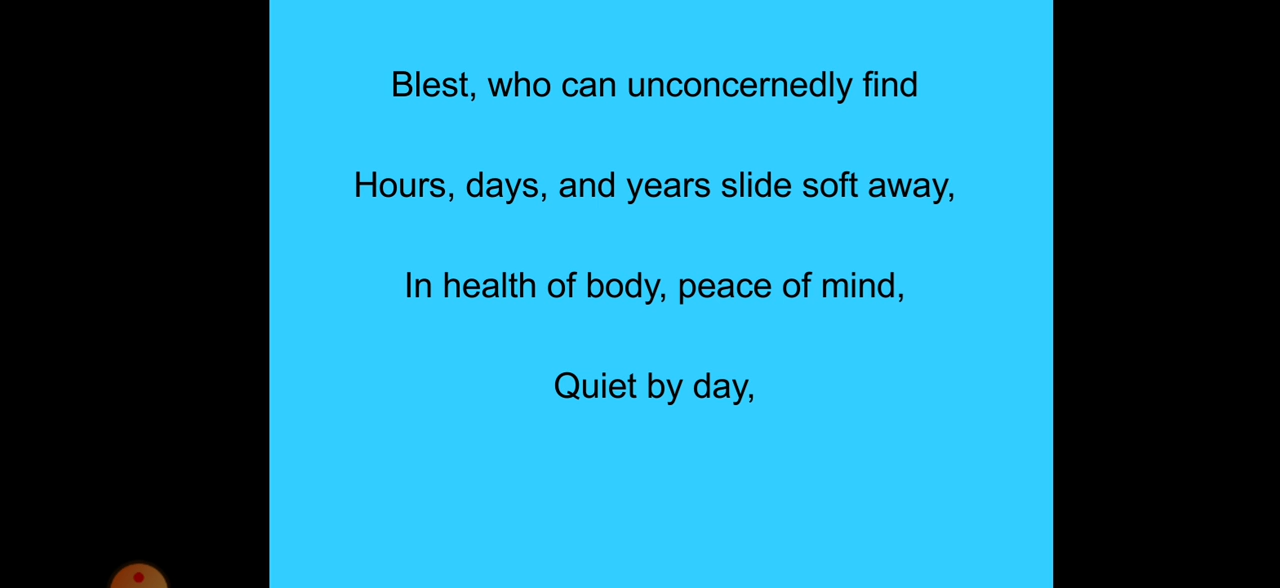 Blest, who can unconcernedly find
Hours, days, and years slide soft away,
In health of body, peace of mind,
Quiet by day,